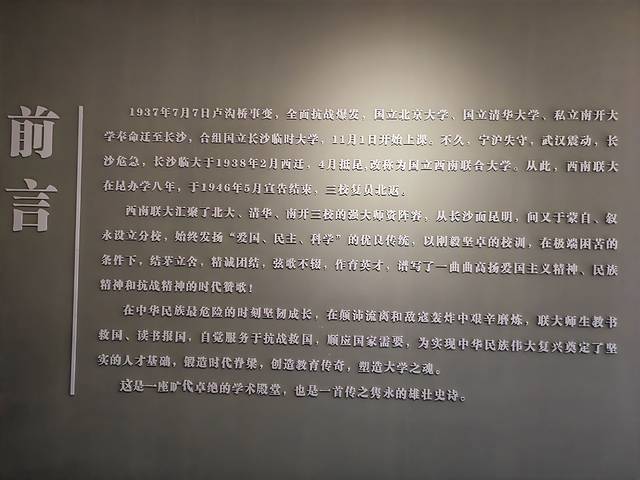 前言
1937年7月7日卢沟桥事变，全面抗战爆发、国立北京大学、国立清华大学、私立南开大
学奉命迁至长沙，合组国立长沙临时大学，11月1日开始上课；不久，宁沪失守，武汉震动，长
沙危急，长沙临大于1938年2月西迁，4月抵昆,改称为国立西南联合大学。从此，西南联大
在昆办学八年，于1946年5月宣告结束，三校复员北返。
西南联大汇聚了北大、清华、南开三校的强大师资阵容，从长沙而昆明，间又于蒙自、叙
永设立分校，始终发扬“爱国、民主、科学”的优良传统，以刚毅坚卓的校训，在极端困苦的
条件下，结茅立舍，精诚团结，弦歌不辍，作育英才，谱写了一曲曲高扬爱国主义精神、民族
精神和抗战精神的时代赞歌！
在中华民族最危险的时刻坚韧成长，在颠沛流离和敌寇轰炸中艰辛磨炼，联大师生教书
救国、读书报国，自觉服务于抗战救国，顺应国家需要，为实现中华民族伟大复兴奠定了坚
实的人才基础，锻造时代脊梁，创造教育传奇，塑造大学之魂。
这是一座旷代卓绝的学术殿堂，也是一首传之隽永的雄壮史诗。